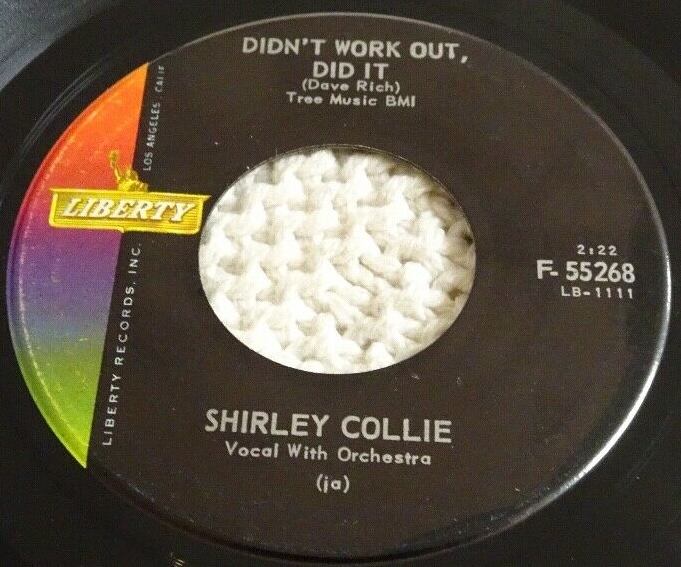 DIDN'T WORK OUT,
DID IT
(Dave Rich)
Tree Music BMI
LIBERTY
LIBERTY RECORDS, INC.
LOS ANGELES CALIF
2:22
F-55268
LB-1111
SHIRLEY COLLIE
Vocal With Orchestra
(ja)